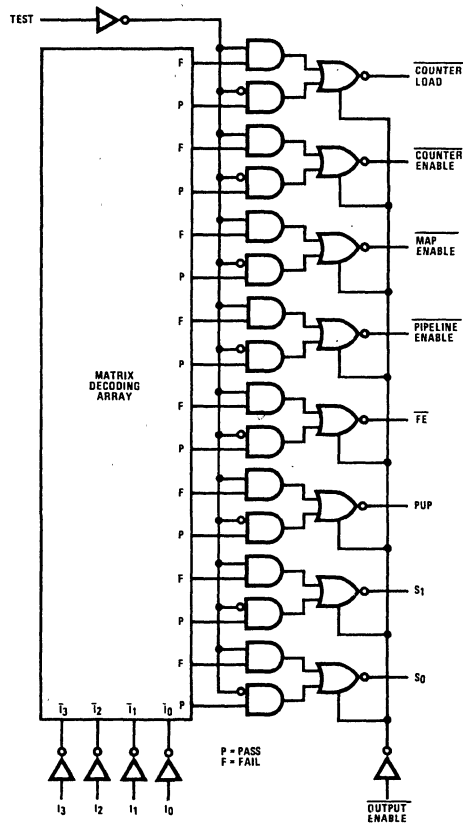 TEST
F
COUNTER
LOAD
P
F
COUNTER
ENABLE
P
F
MAP
ENABLE
P
F
PIPELINE
ENABLE
P
MATRIX
DECODING
ARRAY
F
FE
P
F
PUP
P
F
S1
P
F
S0
P
I3 I2 I1 I0
P = PASS
F = FAIL
I3 I2 I1 I0
OUTPUT
ENABLE